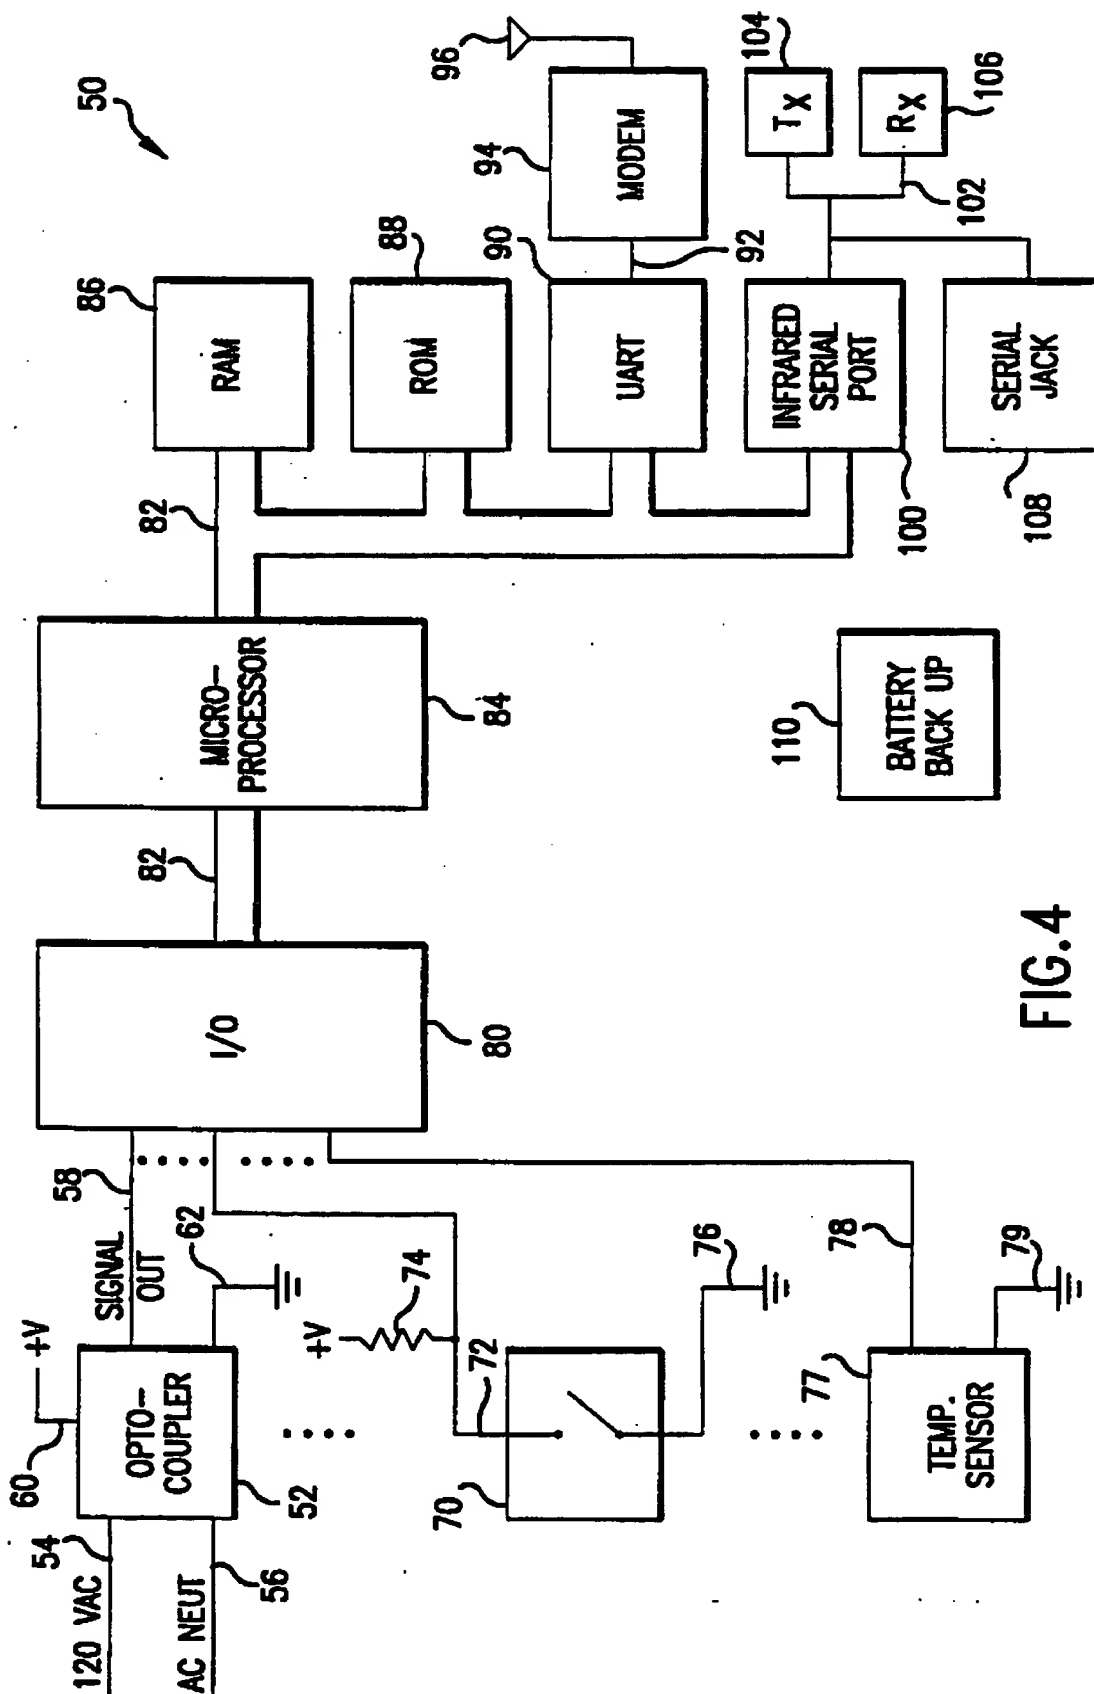 50
120 VAC
54
AC NEUT
56
60
+V
OPTO-
COUPLER
52
SIGNAL
OUT
58
62
I/O
80
82
MICRO-
PROCESSOR
84
82
RAM
86
ROM
88
UART
90
92
MODEM
94
96
INFRARED
SERIAL
PORT
100
102
TX
104
RX
106
SERIAL
JACK
108
+V
74
72
70
76
TEMP.
SENSOR
77
78
79
BATTERY
BACK UP
110
FIG.4